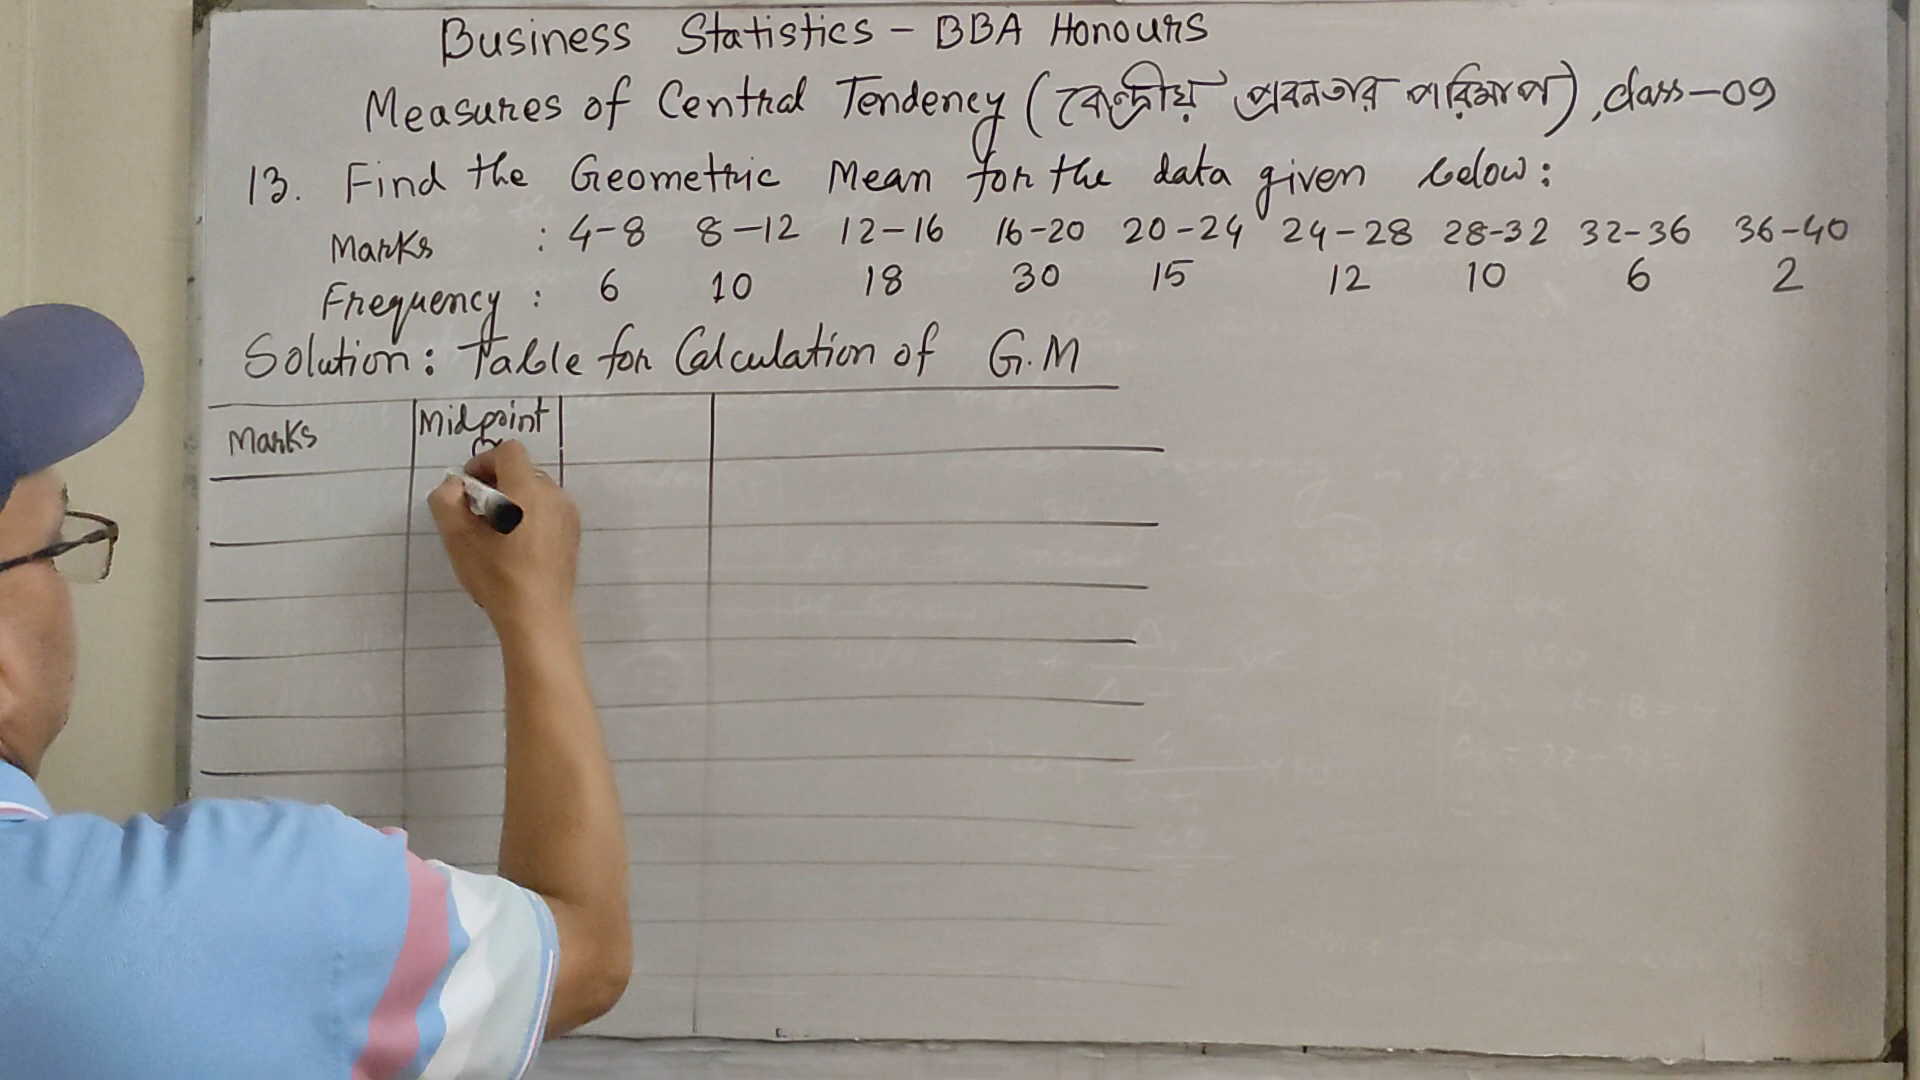 Business Statistics - BBA Honours
Measures of Central Tendency (কেন্দ্রীয় প্রবনতার পরিমাপ), class-09
13. Find the Geometric Mean for the data given below:
Marks : 4-8 8-12 12-16 16-20 20-24 24-28 28-32 32-36 36-40
Frequency : 6 10 18 30 15 12 10 6 2
Solution: Table for Calculation of G.M
Marks Midpoint